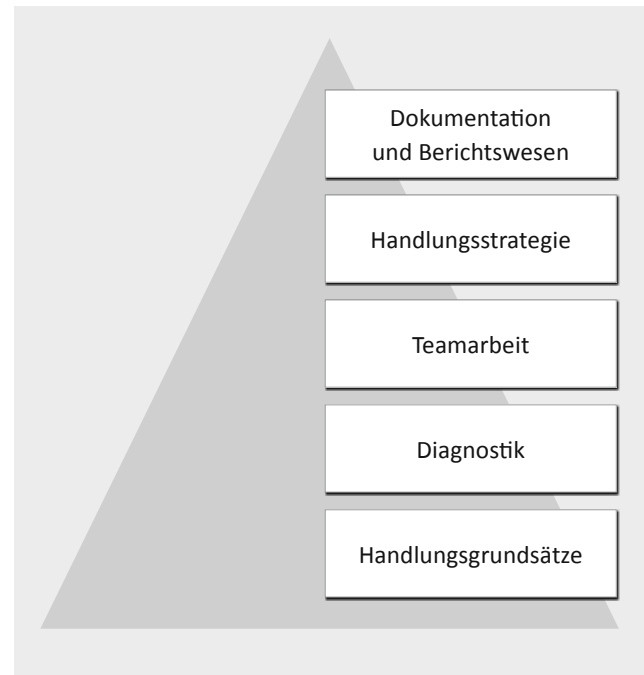 Dokumentation
und Berichtswesen
Handlungsstrategie
Teamarbeit
Diagnostik
Handlungsgrundsätze